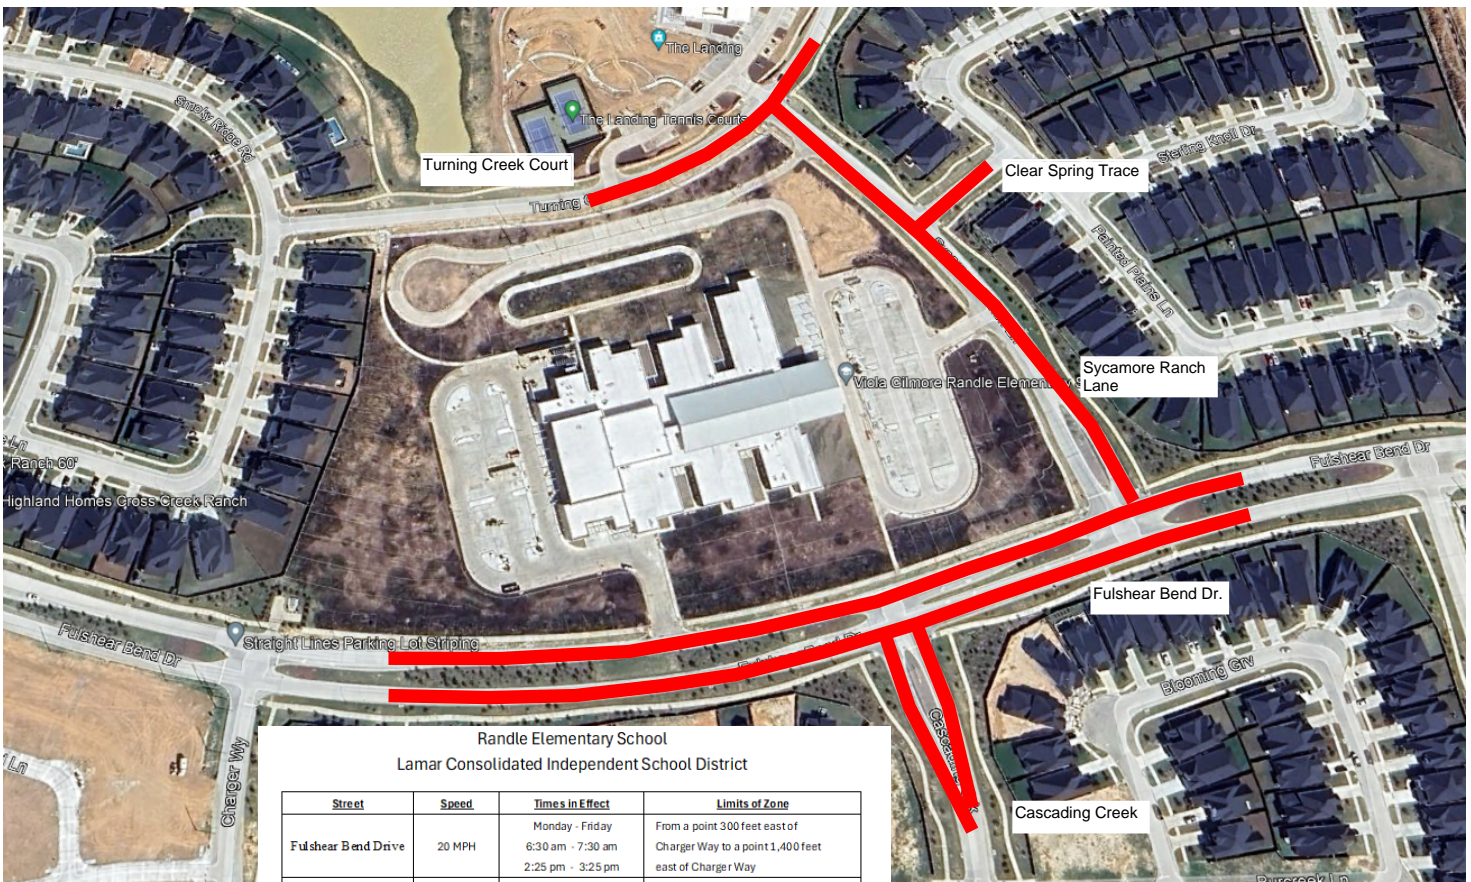 The Landing
The Landing Tennis Courts
Smoky Ridge Rd
Turning Creek Court
Turning
Sterling Knoll Dr
Clear Spring Trace
Painted Plains Ln
Sycamore Ranch
Lane
Viola Gilmore Randle Elementary S
Fulshear Bend Dr
Ln
Ranch 60'
Highland Homes Cross Creek Ranch
Fulshear Bend Dr.
Straight Lines Parking Lot Striping
Fulshear Bend Dr
Blooming Grv
Charger Wy
Ln
Cascading Creek
Randle Elementary School
Lamar Consolidated Independent School District
Street Speed Times in Effect Limits of Zone
Monday - Friday From a point 300 feet east of
Fulshear Bend Drive 20 MPH 6:30 am - 7:30 am Charger Way to a point 1,400 feet
2:25 pm - 3:25 pm east of Charger Way